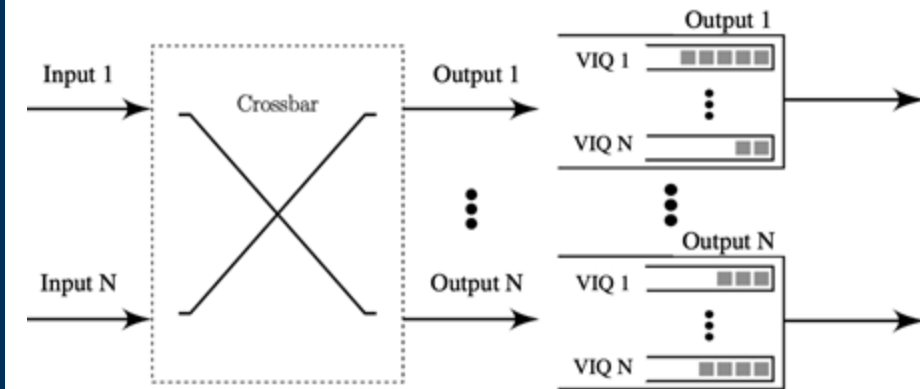 Output 1
Input 1
Output 1
VIQ 1
Crossbar
VIQ N
Output N
Input N
Output N
VIQ 1
VIQ N